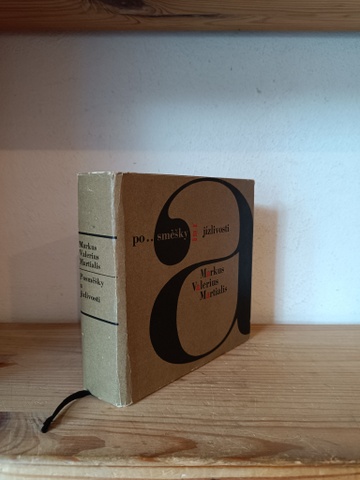 Markus
Valerius
Martialis
Posměšky
a
jízlivosti
po..směšky a jízlivosti
Markus
Valerius
Martialis
a